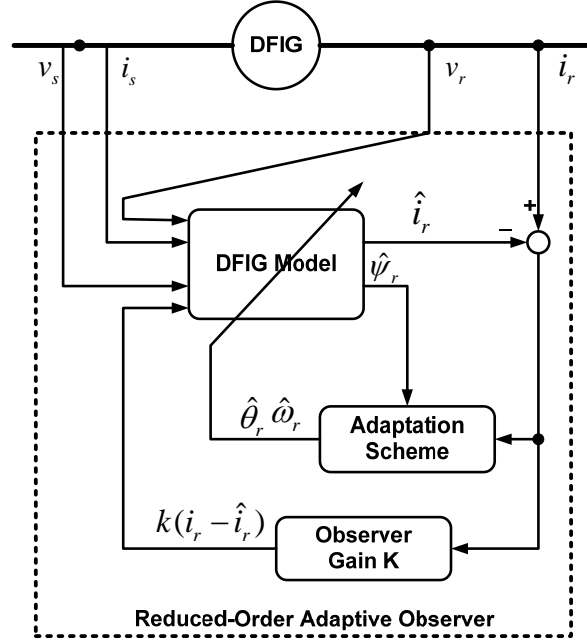 DFIG
v_s
i_s
v_r
i_r
+
î_r
−
DFIG Model
ψ̂_r
θ̂_r ω̂_r
Adaptation
Scheme
k(i_r − î_r)
Observer
Gain K
Reduced-Order Adaptive Observer